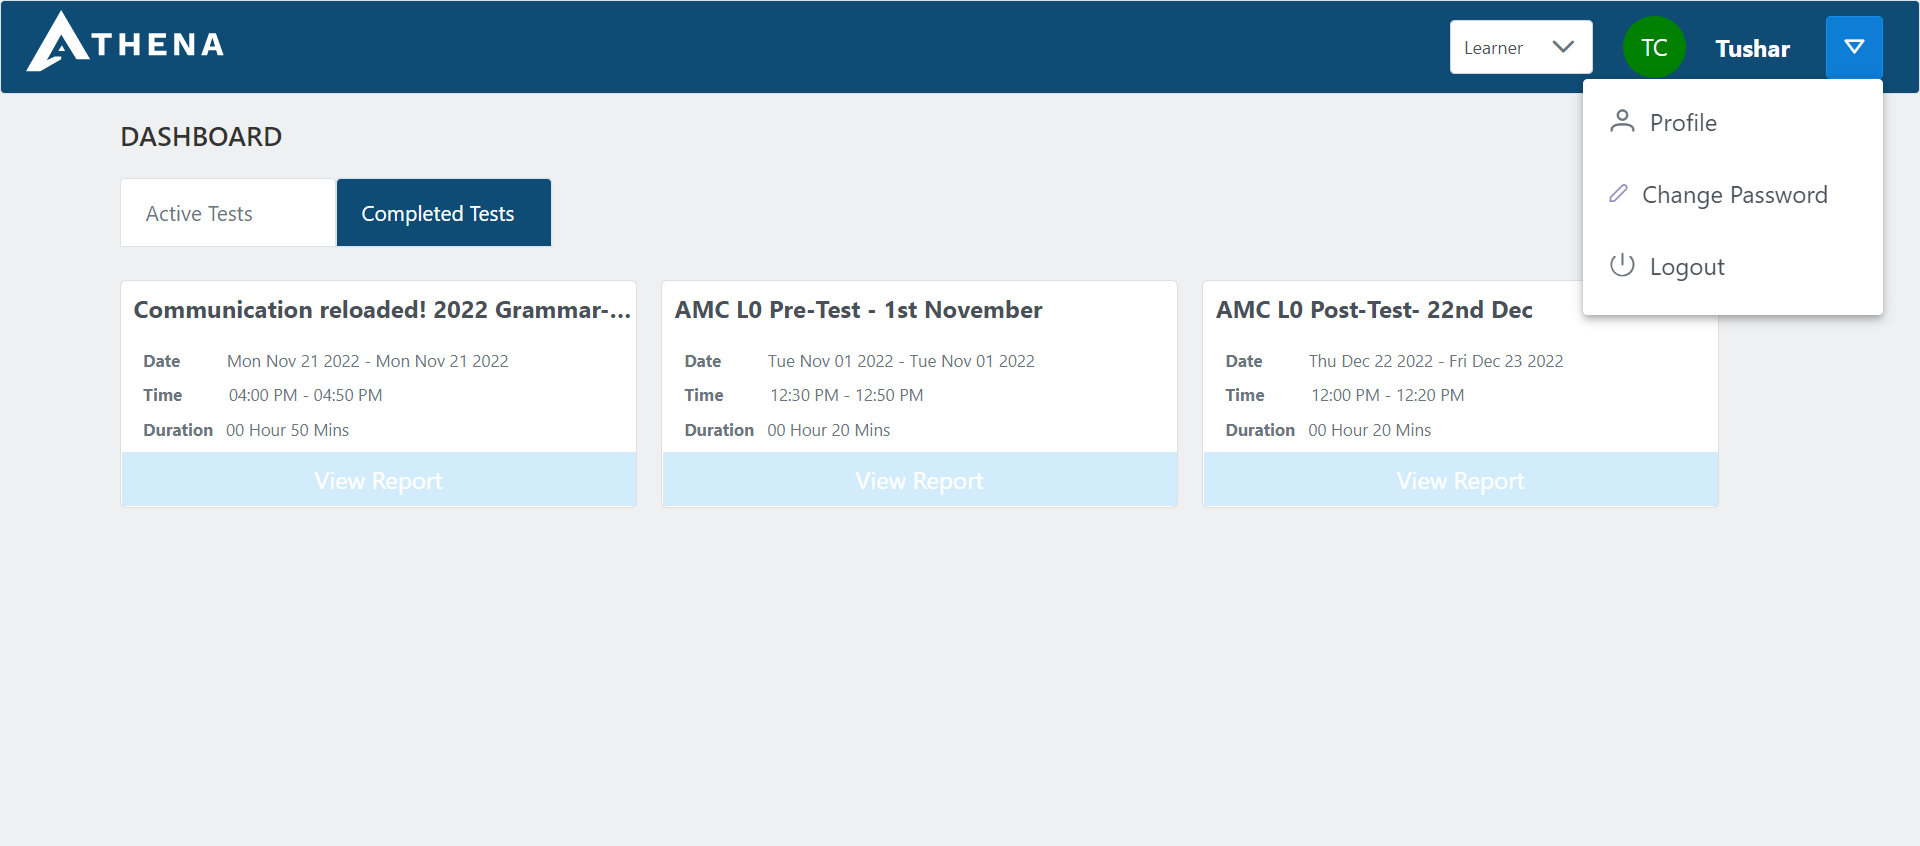 ATHENA
Learner
TC
Tushar
Profile
Change Password
Logout
DASHBOARD
Active Tests
Completed Tests
Communication reloaded! 2022 Grammar-...
Date Mon Nov 21 2022 - Mon Nov 21 2022
Time 04:00 PM - 04:50 PM
Duration 00 Hour 50 Mins
View Report
AMC L0 Pre-Test - 1st November
Date Tue Nov 01 2022 - Tue Nov 01 2022
Time 12:30 PM - 12:50 PM
Duration 00 Hour 20 Mins
View Report
AMC L0 Post-Test- 22nd Dec
Date Thu Dec 22 2022 - Fri Dec 23 2022
Time 12:00 PM - 12:20 PM
Duration 00 Hour 20 Mins
View Report